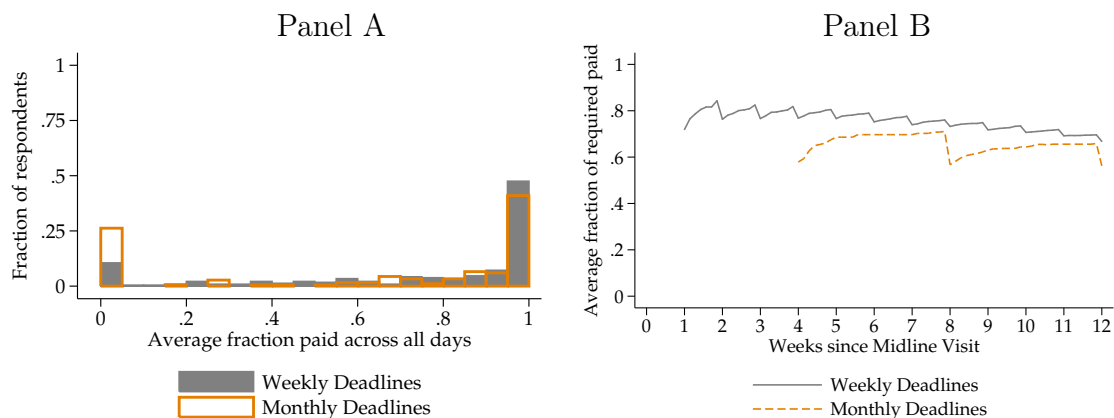 Panel A
Fraction of respondents
1
.75
.5
.25
0
0 .2 .4 .6 .8 1
Average fraction paid across all days
Weekly Deadlines
Monthly Deadlines
Panel B
Average fraction of required paid
1
.8
.6
.4
.2
0
0 1 2 3 4 5 6 7 8 9 10 11 12
Weeks since Midline Visit
Weekly Deadlines
Monthly Deadlines